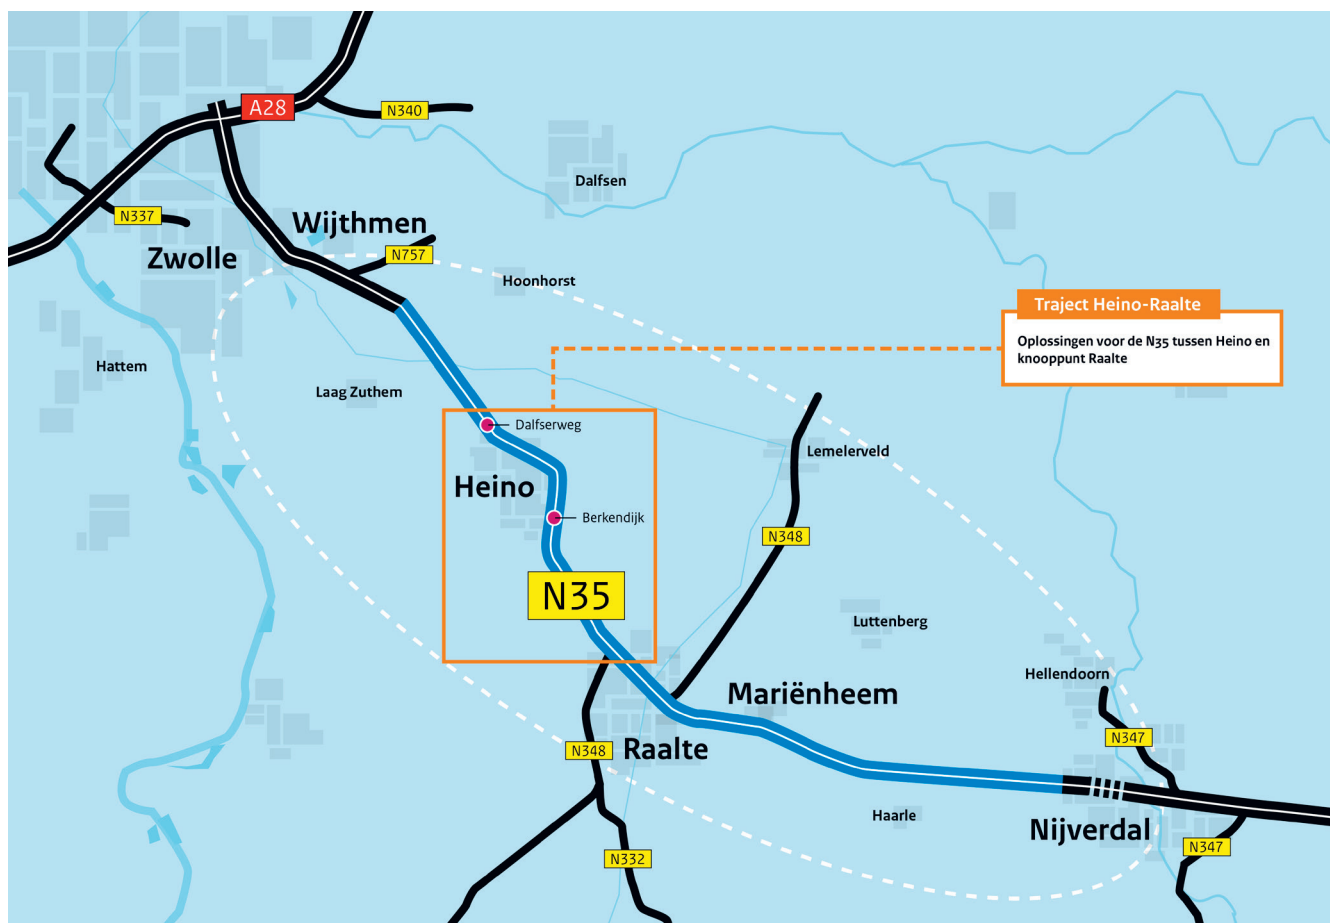 A28
N340
Dalfsen
N337
Wijthmen
Zwolle
N757
Hoonhorst
Traject Heino-Raalte
Oplossingen voor de N35 tussen Heino en
knooppunt Raalte
Hattem
Laag Zuthem
Dalfserweg
Lemelerveld
Heino
Berkendijk
N348
N35
Luttenberg
Hellendoorn
Mariënheem
N348
Raalte
N347
Haarle
Nijverdal
N347
N332